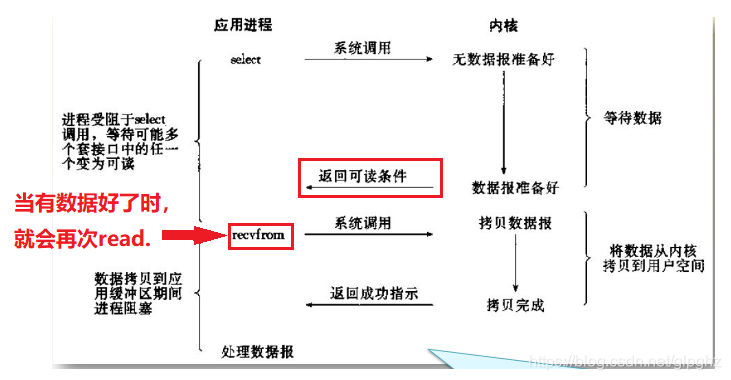 应用进程
内核
select
系统调用
无数据报准备好
进程受阻于select
调用，等待可能多
个套接口中的任一
个变为可读
等待数据
返回可读条件
数据报准备好
当有数据好了时，
就会再次read.
recvfrom
系统调用
拷贝数据报
将数据从内核
拷贝到用户空间
数据拷贝到应
用缓冲区期间
进程阻塞
返回成功指示
拷贝完成
处理数据报
https://blog.csdn.net/qlpghz